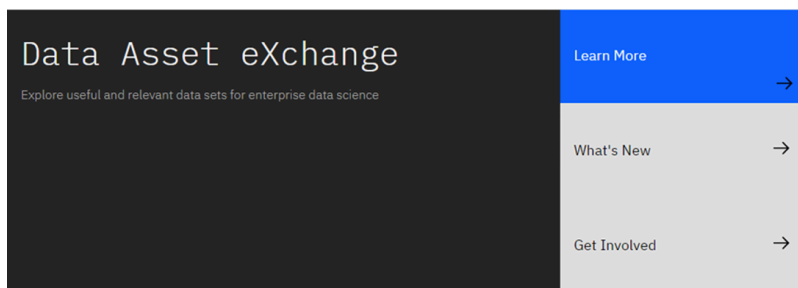 Data Asset eXchange
Explore useful and relevant data sets for enterprise data science
Learn More
What's New
Get Involved